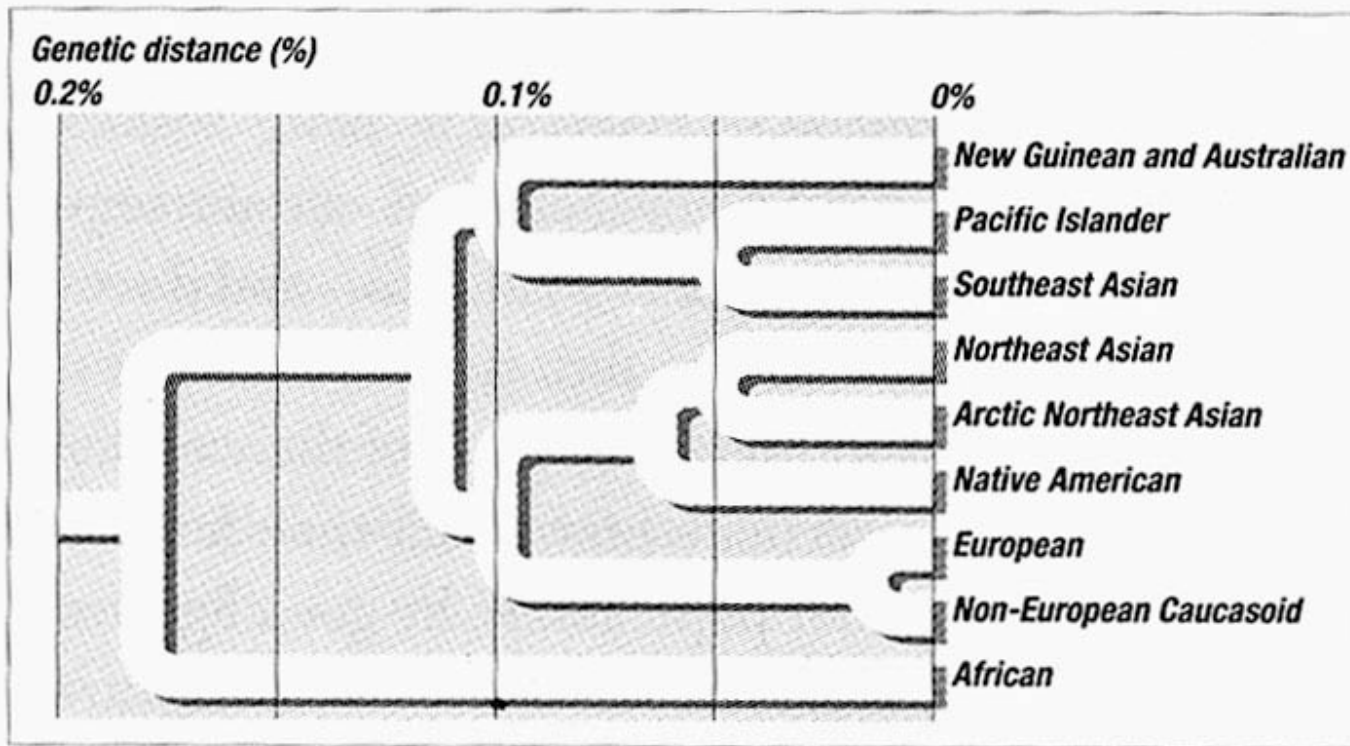 Genetic distance (%)
0.2% 0.1% 0%
New Guinean and Australian
Pacific Islander
Southeast Asian
Northeast Asian
Arctic Northeast Asian
Native American
European
Non-European Caucasoid
African